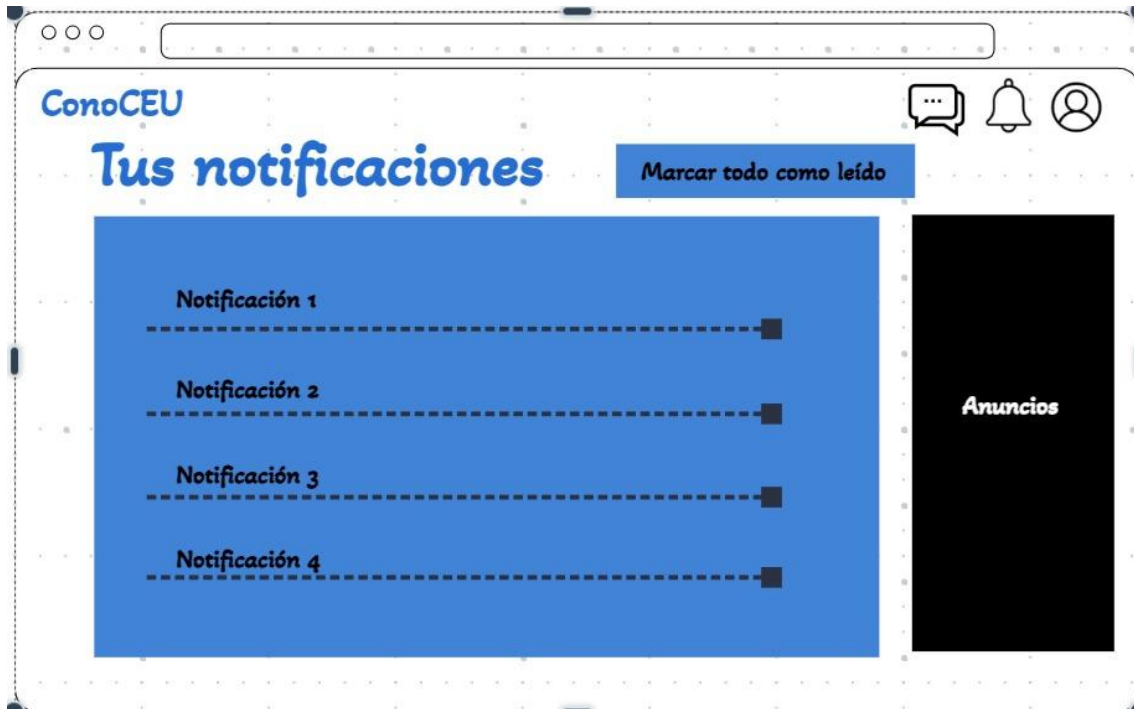 ConoCEU
Tus notificaciones
Marcar todo como leído
Notificación 1
Notificación 2
Notificación 3
Notificación 4
Anuncios